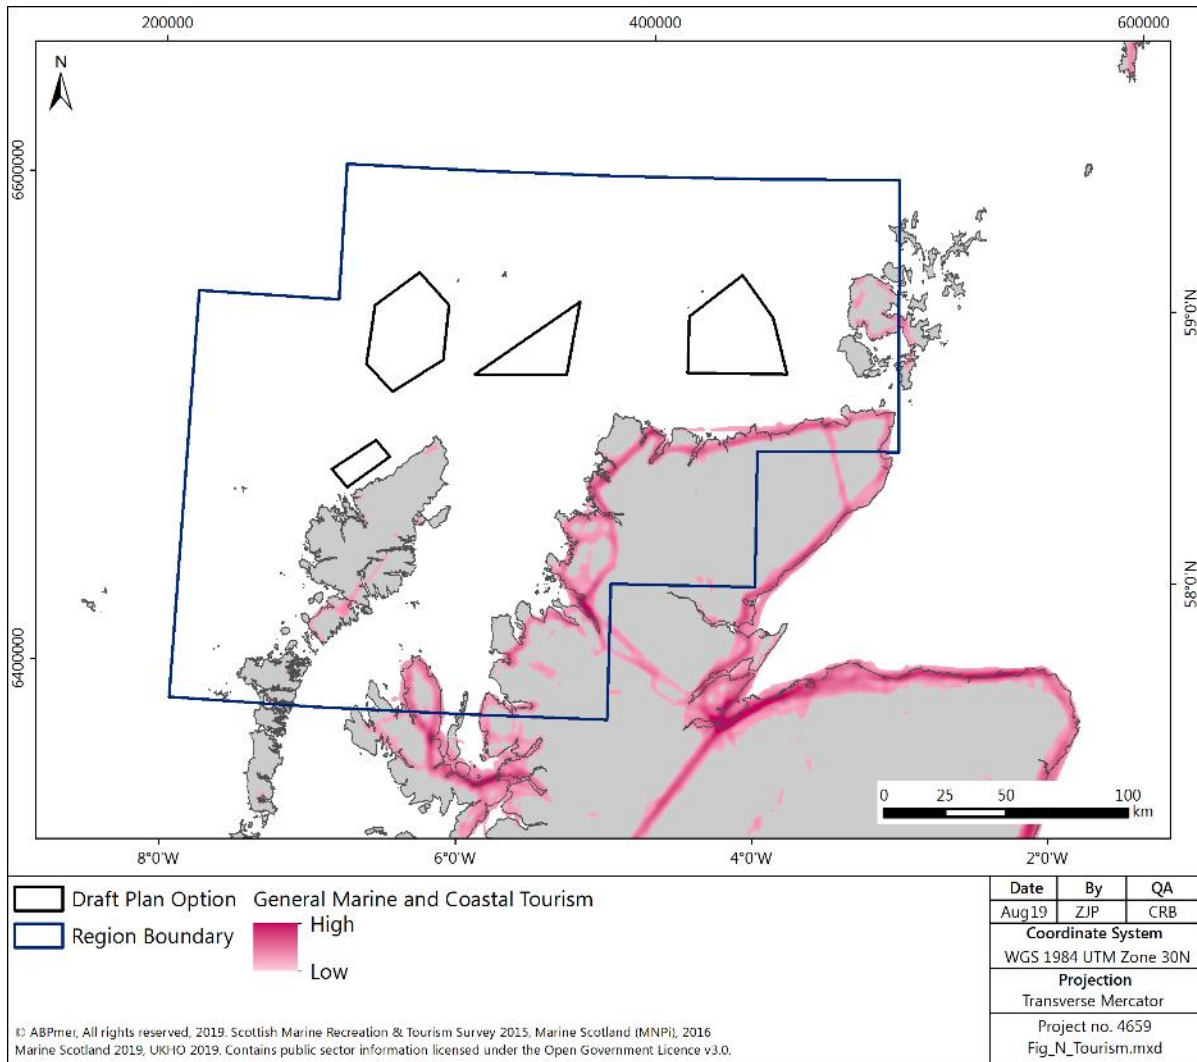 200000 400000 600000
N
6600000
59°0'N
58°0'N
6400000
0 25 50 100
km
8°0'W 6°0'W 4°0'W 2°0'W
Draft Plan Option General Marine and Coastal Tourism
High
Region Boundary
Low
Date By QA
Aug19 ZJP CRB
Coordinate System
WGS 1984 UTM Zone 30N
Projection
Transverse Mercator
Project no. 4659
Fig_N_Tourism.mxd
© ABPmer, All rights reserved, 2019. Scottish Marine Recreation & Tourism Survey 2015, Marine Scotland (MNPi), 2016
Marine Scotland 2019, UKHO 2019. Contains public sector information licensed under the Open Government Licence v3.0.